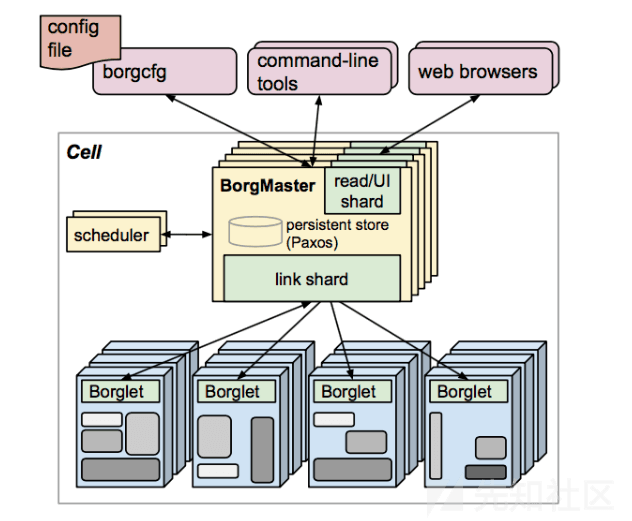 config
file
borgcfg
command-line
tools
web browsers
Cell
BorgMaster
read/UI
shard
persistent store
(Paxos)
scheduler
link shard
Borglet
Borglet
Borglet
Borglet
先知社区